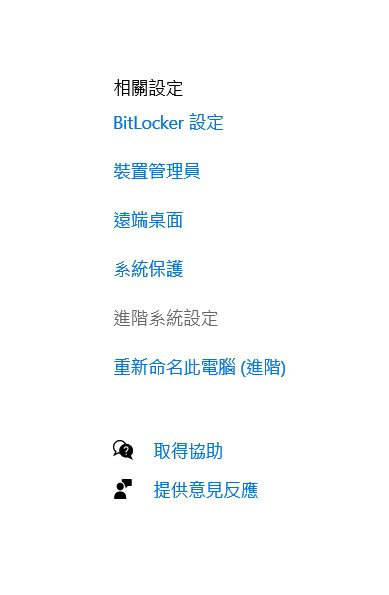 相關設定
BitLocker 設定
裝置管理員
遠端桌面
系統保護
進階系統設定
重新命名此電腦 (進階)
取得協助
提供意見反應